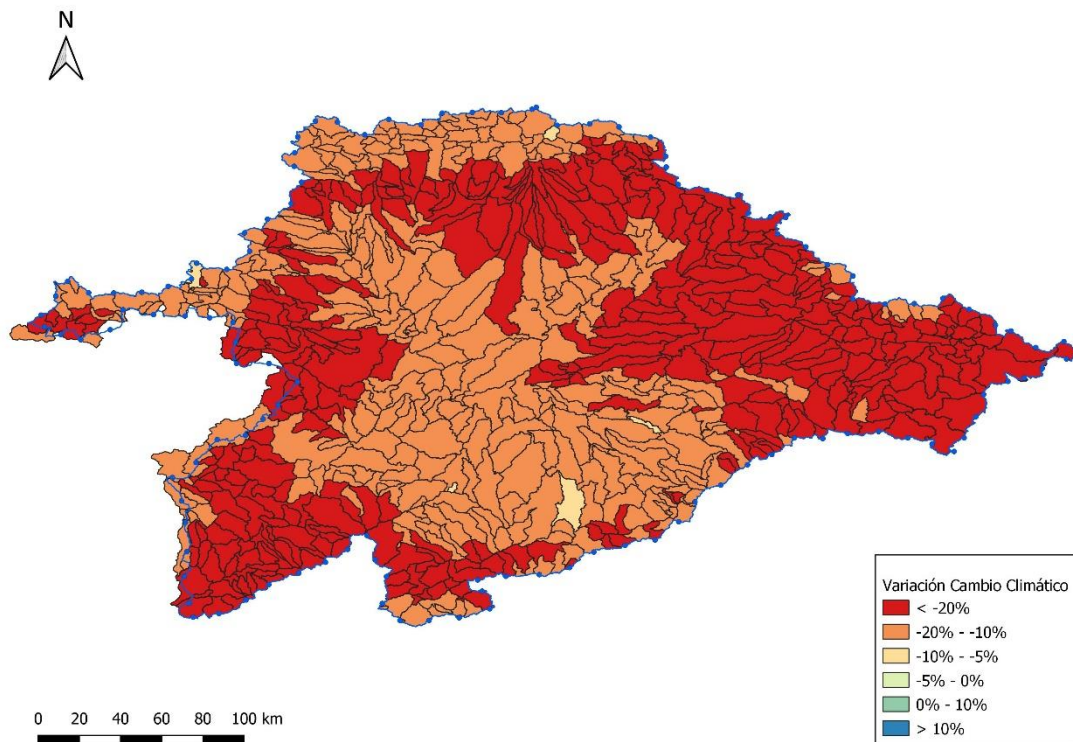 N
Variación Cambio Climático
< -20%
-20% - -10%
-10% - -5%
-5% - 0%
0% - 10%
> 10%
0 20 40 60 80 100 km